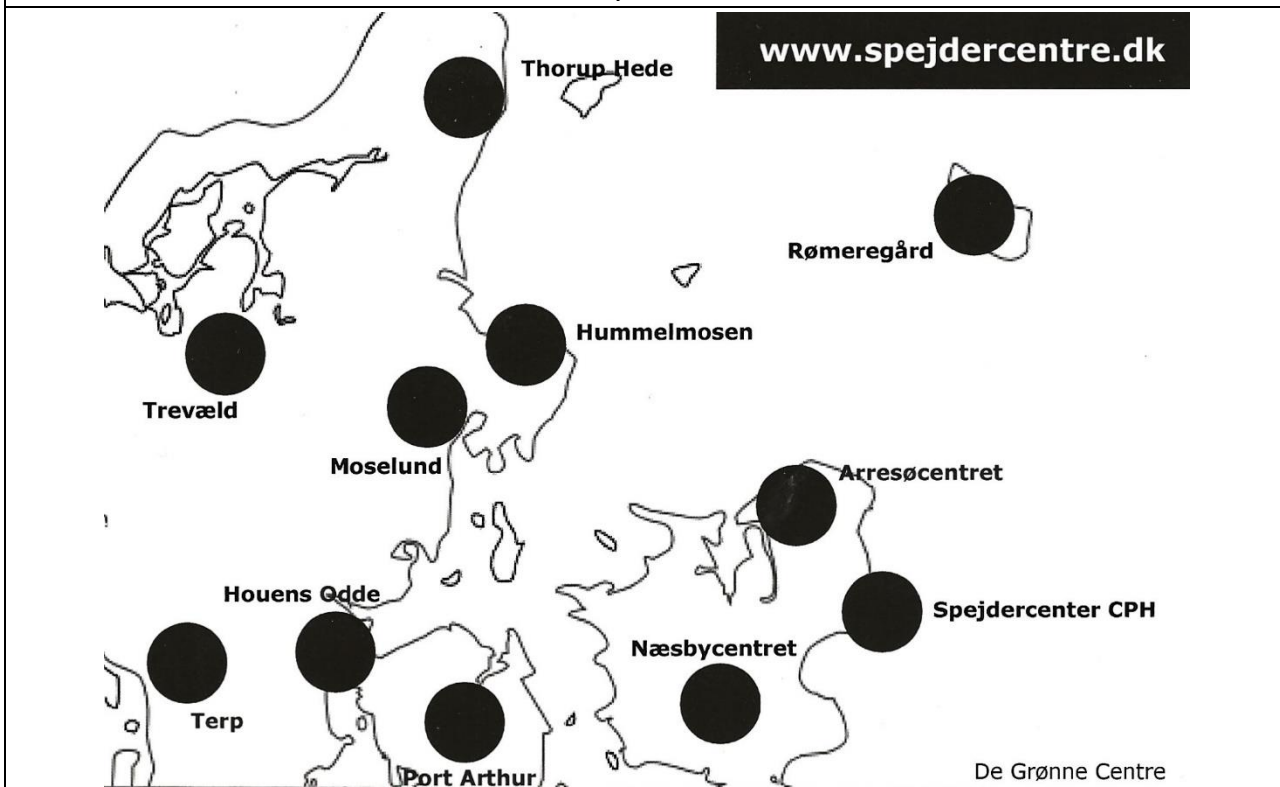 www.spejdercentre.dk
Thorup Hede
Rømeregård
Hummelmosen
Trevæld
Moselund
Arresøcentret
Houens Odde
Spejdercenter CPH
Næsbycentret
Terp
Port Arthur
De Grønne Centre